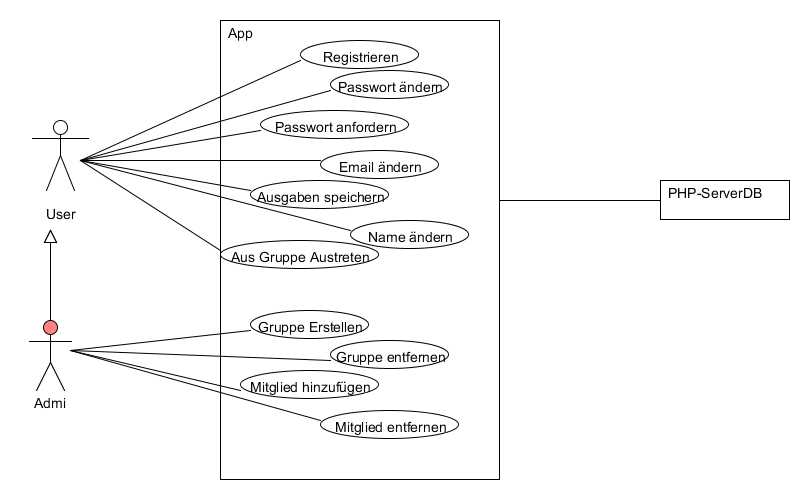 App
Registrieren
Passwort ändern
Passwort anfordern
Email ändern
Ausgaben speichern
User
Name ändern
Aus Gruppe Austreten
PHP-ServerDB
Gruppe Erstellen
Gruppe entfernen
Mitglied hinzufügen
Admi
Mitglied entfernen